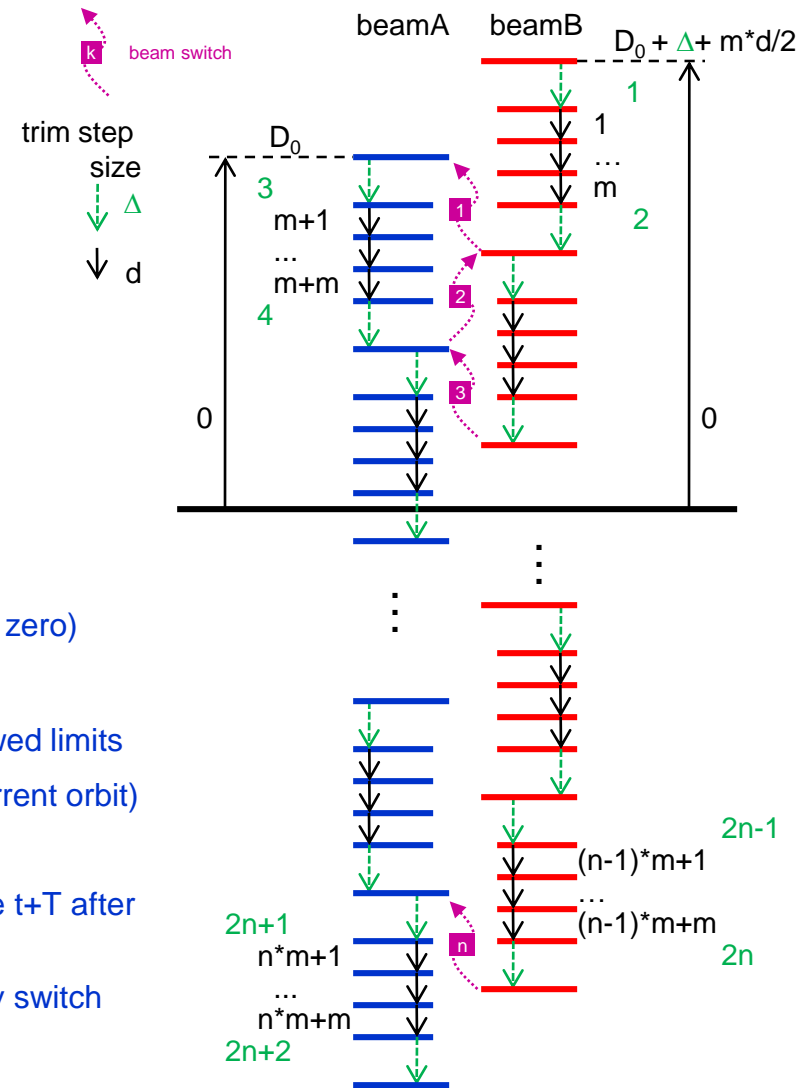 beamA beamB
k beam switch
D₀ + Δ+ m*d/2
trim step
size
Δ
d
D₀
1
1
...
m
2
3
m+1
...
m+m
4
1
2
3
0
0
⋮
⋮
zero)
wed limits
rrent orbit)
e t+T after
y switch
2n-1
(n-1)*m+1
...
(n-1)*m+m
2n
n
2n+1
n*m+1
...
n*m+m
2n+2